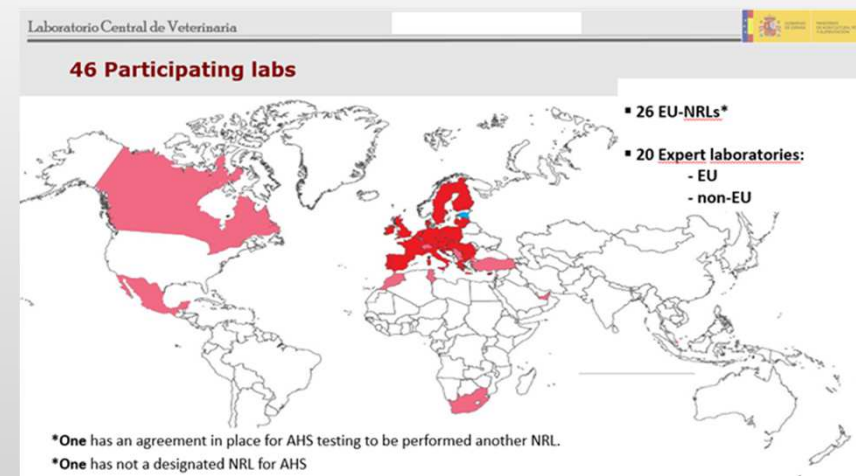 Laboratorio Central de Veterinaria
46 Participating labs
▪ 26 EU-NRLs*
▪ 20 Expert laboratories:
- EU
- non-EU
*One has an agreement in place for AHS testing to be performed another NRL.
*One has not a designated NRL for AHS